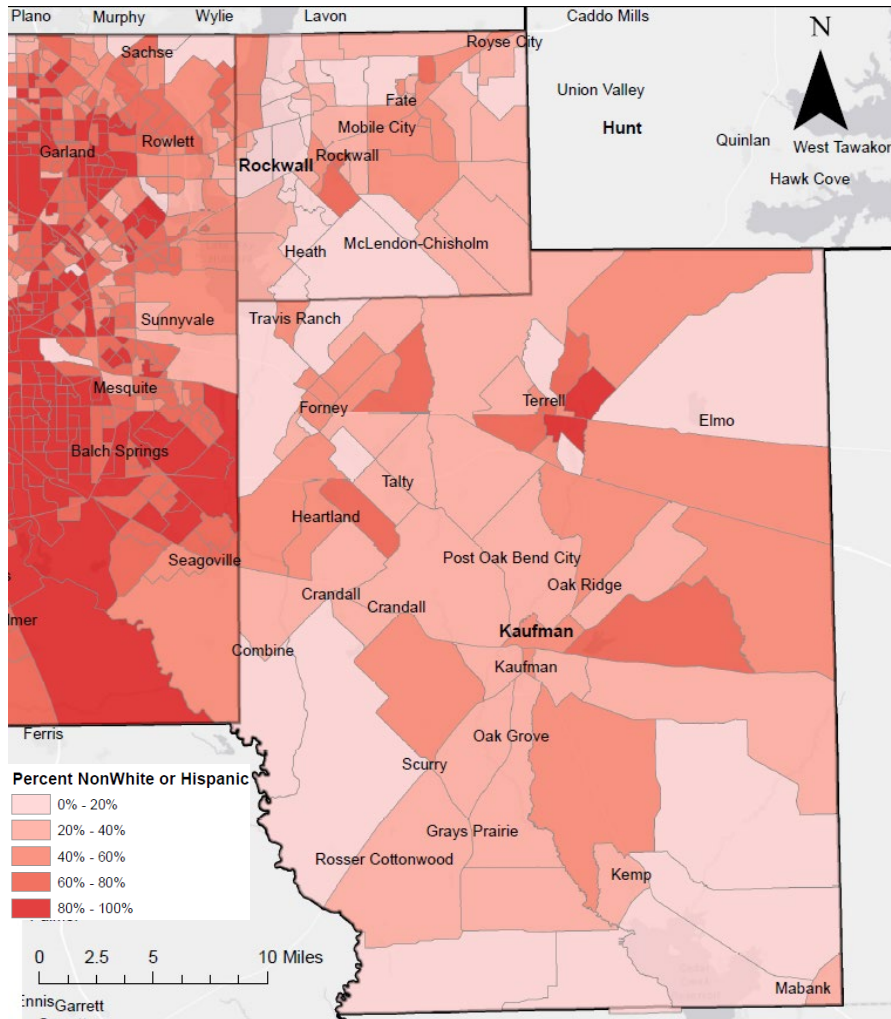 Plano
Murphy
Wylie
Lavon
Caddo Mills
Sachse
Royse City
N
Union Valley
Fate
Hunt
Mobile City
Quinlan
West Tawakon
Garland
Rowlett
Rockwall
Rockwall
Hawk Cove
Heath
McLendon-Chisholm
Sunnyvale
Travis Ranch
Mesquite
Forney
Terrell
Elmo
Balch Springs
Talty
Heartland
Seagoville
Post Oak Bend City
Oak Ridge
Crandall
Crandall
Kaufman
Combine
Kaufman
Ferris
Oak Grove
Scurry
Percent NonWhite or Hispanic
0% - 20%
20% - 40%
40% - 60%
60% - 80%
80% - 100%
Grays Prairie
Rosser Cottonwood
Kemp
0 2.5 5 10 Miles
Mabank
Garrett